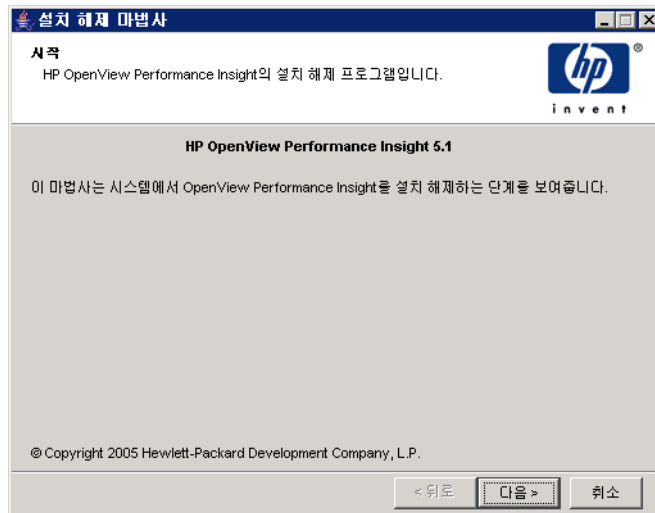 설치 해제 마법사
시작
HP OpenView Performance Insight의 설치 해제 프로그램입니다.
hp
®
invent
HP OpenView Performance Insight 5.1
이 마법사는 시스템에서 OpenView Performance Insight를 설치 해제하는 단계를 보여줍니다.
© Copyright 2005 Hewlett-Packard Development Company, L.P.
< 뒤로
다음 >
취소